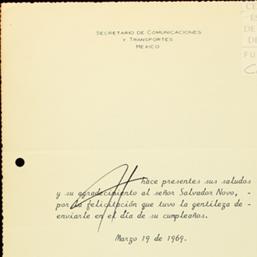 SECRETARIO DE COMUNICACIONES
Y TRANSPORTES
MEXICO
hace presentes sus saludos
y su agradecimiento al señor Salvador Novo, -
por la felicitación que tuvo la gentileza de -
enviarle en el día de su cumpleaños.
Marzo 19 de 1969.